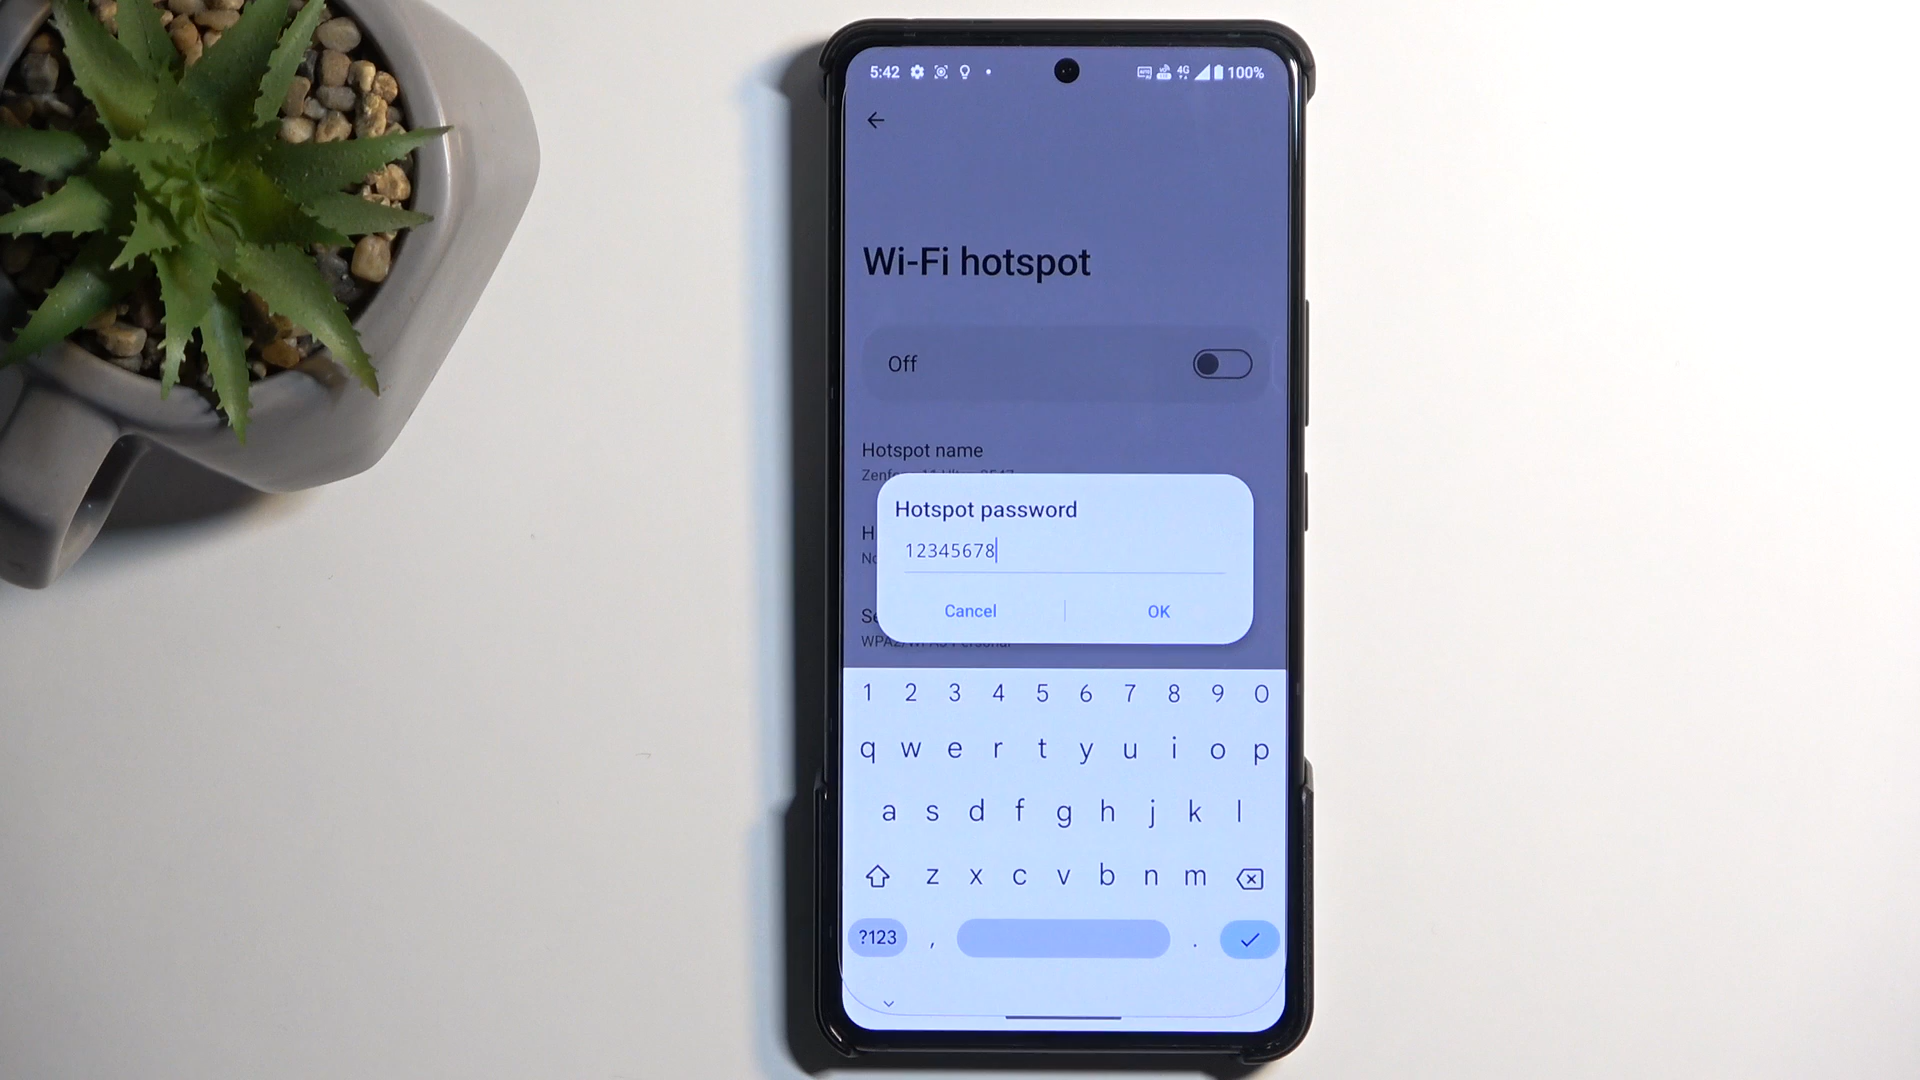 5:42 4G 100%
Wi-Fi hotspot
Off
Hotspot name
Hotspot password
12345678
Cancel OK
1 2 3 4 5 6 7 8 9 0
q w e r t y u i o p
a s d f g h j k l
z x c v b n m
?123 , .